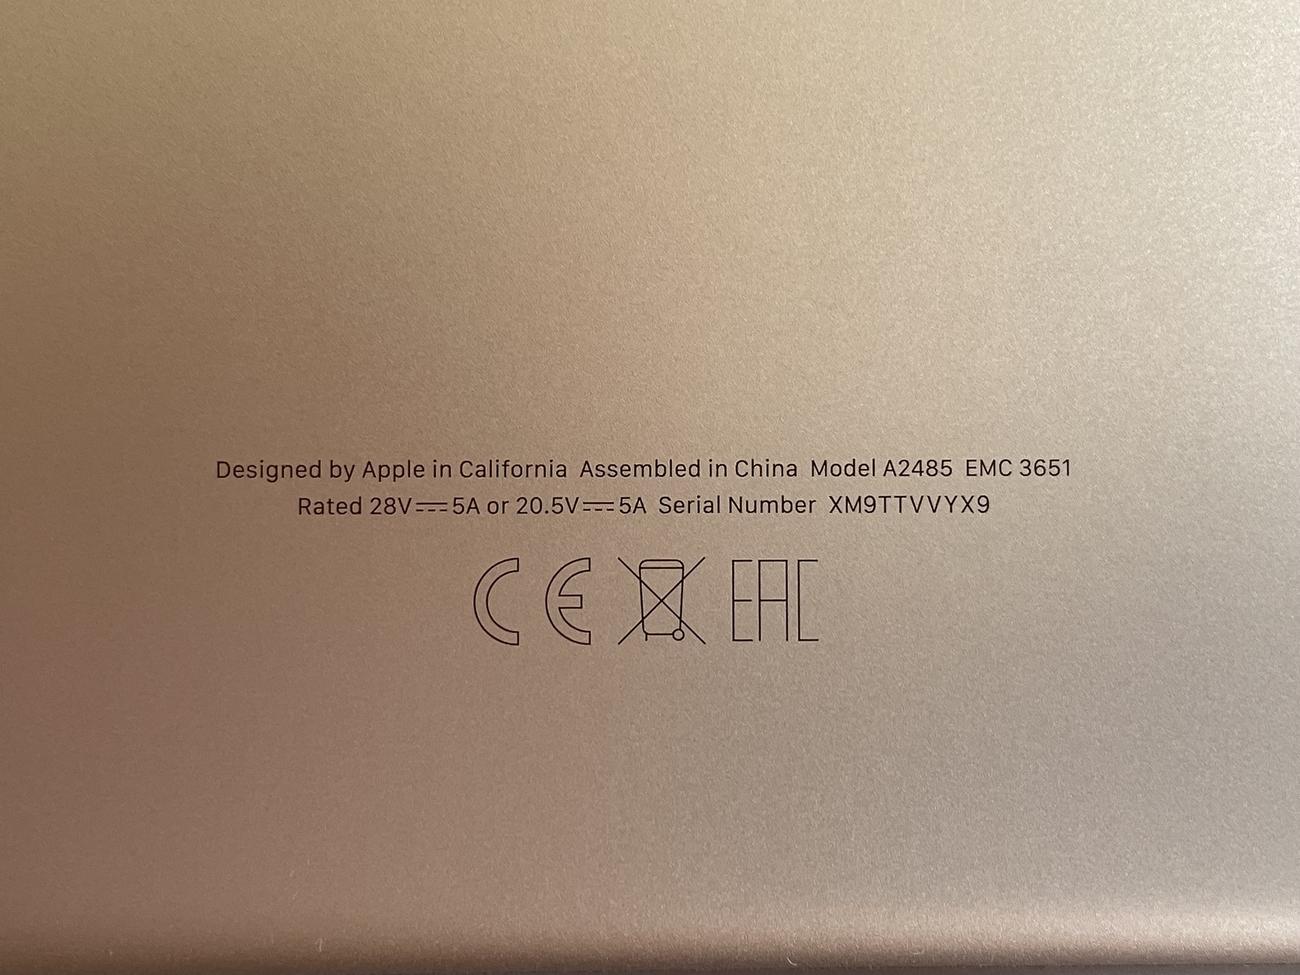 Designed by Apple in California Assembled in China Model A2485 EMC 3651
Rated 28V⎓5A or 20.5V⎓5A Serial Number XM9TTVVYX9
CE EAC